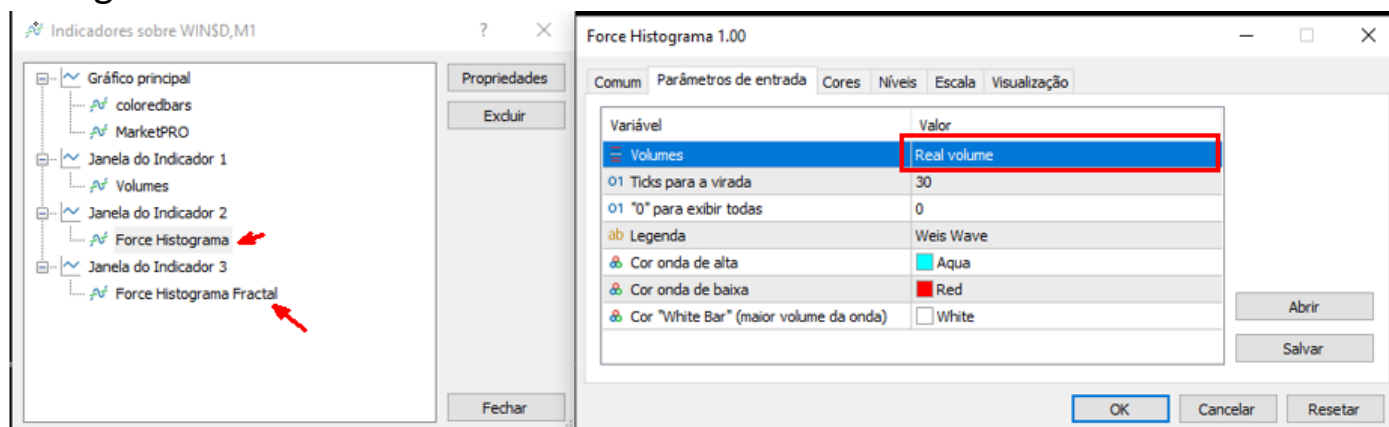 Indicadores sobre WIN$D,M1
Gráfico principal
coloredbars
MarketPRO
Janela do Indicador 1
Volumes
Janela do Indicador 2
Force Histograma
Janela do Indicador 3
Force Histograma Fractal
Propriedades
Excluir
Fechar
Force Histograma 1.00
Comum Parâmetros de entrada Cores Níveis Escala Visualização
Variável Valor
Volumes Real volume
01 Ticks para a virada 30
01 "0" para exibir todas 0
ab Legenda Weis Wave
Cor onda de alta Aqua
Cor onda de baixa Red
Cor "White Bar" (maior volume da onda) White
Abrir
Salvar
OK Cancelar Resetar